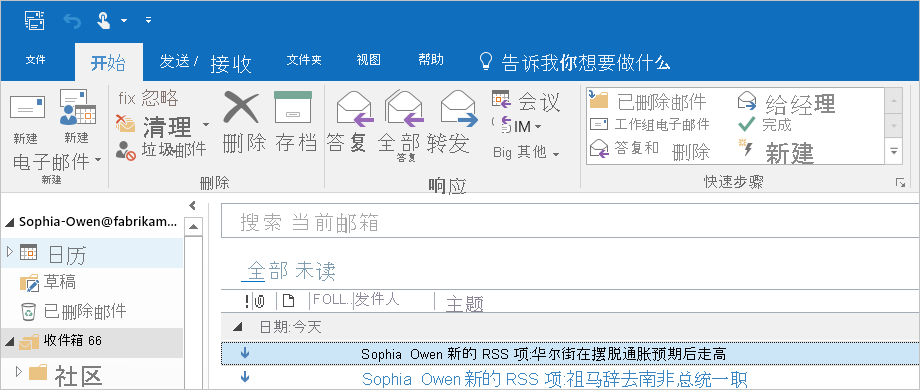 文件 开始 发送 / 接收 文件夹 视图 帮助 告诉我你想要做什么
新建
电子邮件
新建
新建
fix 忽略
清理
垃圾邮件
删除
存档
删除
答复
全部
答复
转发
会议
IM
Big 其他
响应
已删除邮件
工作组电子邮件
答复和 删除
给经理
完成
新建
快速步骤
Sophia-Owen@fabrikam...
日历
草稿
已删除邮件
收件箱 66
社区
搜索 当前邮箱
全部 未读
! FOLL.. 发件人 主题
日期:今天
Sophia Owen 新的 RSS 项:华尔街在摆脱通胀预期后走高
Sophia Owen 新的 RSS 项:祖马辞去南非总统一职